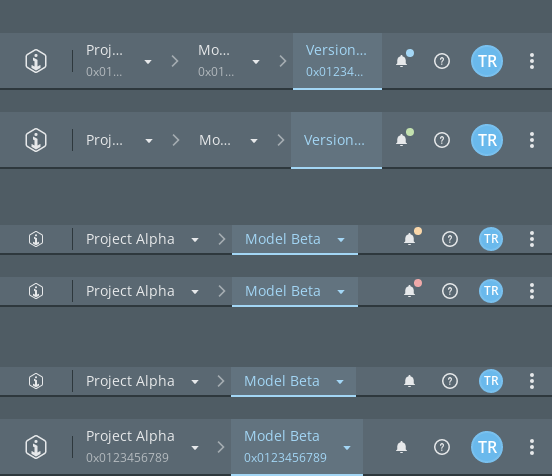 Proj... Mo... Version... TR
0x01... 0x01... 0x01234...
Proj... Mo... Version... TR
Project Alpha Model Beta TR
Project Alpha Model Beta TR
Project Alpha Model Beta TR
Project Alpha Model Beta TR
0x0123456789 0x0123456789